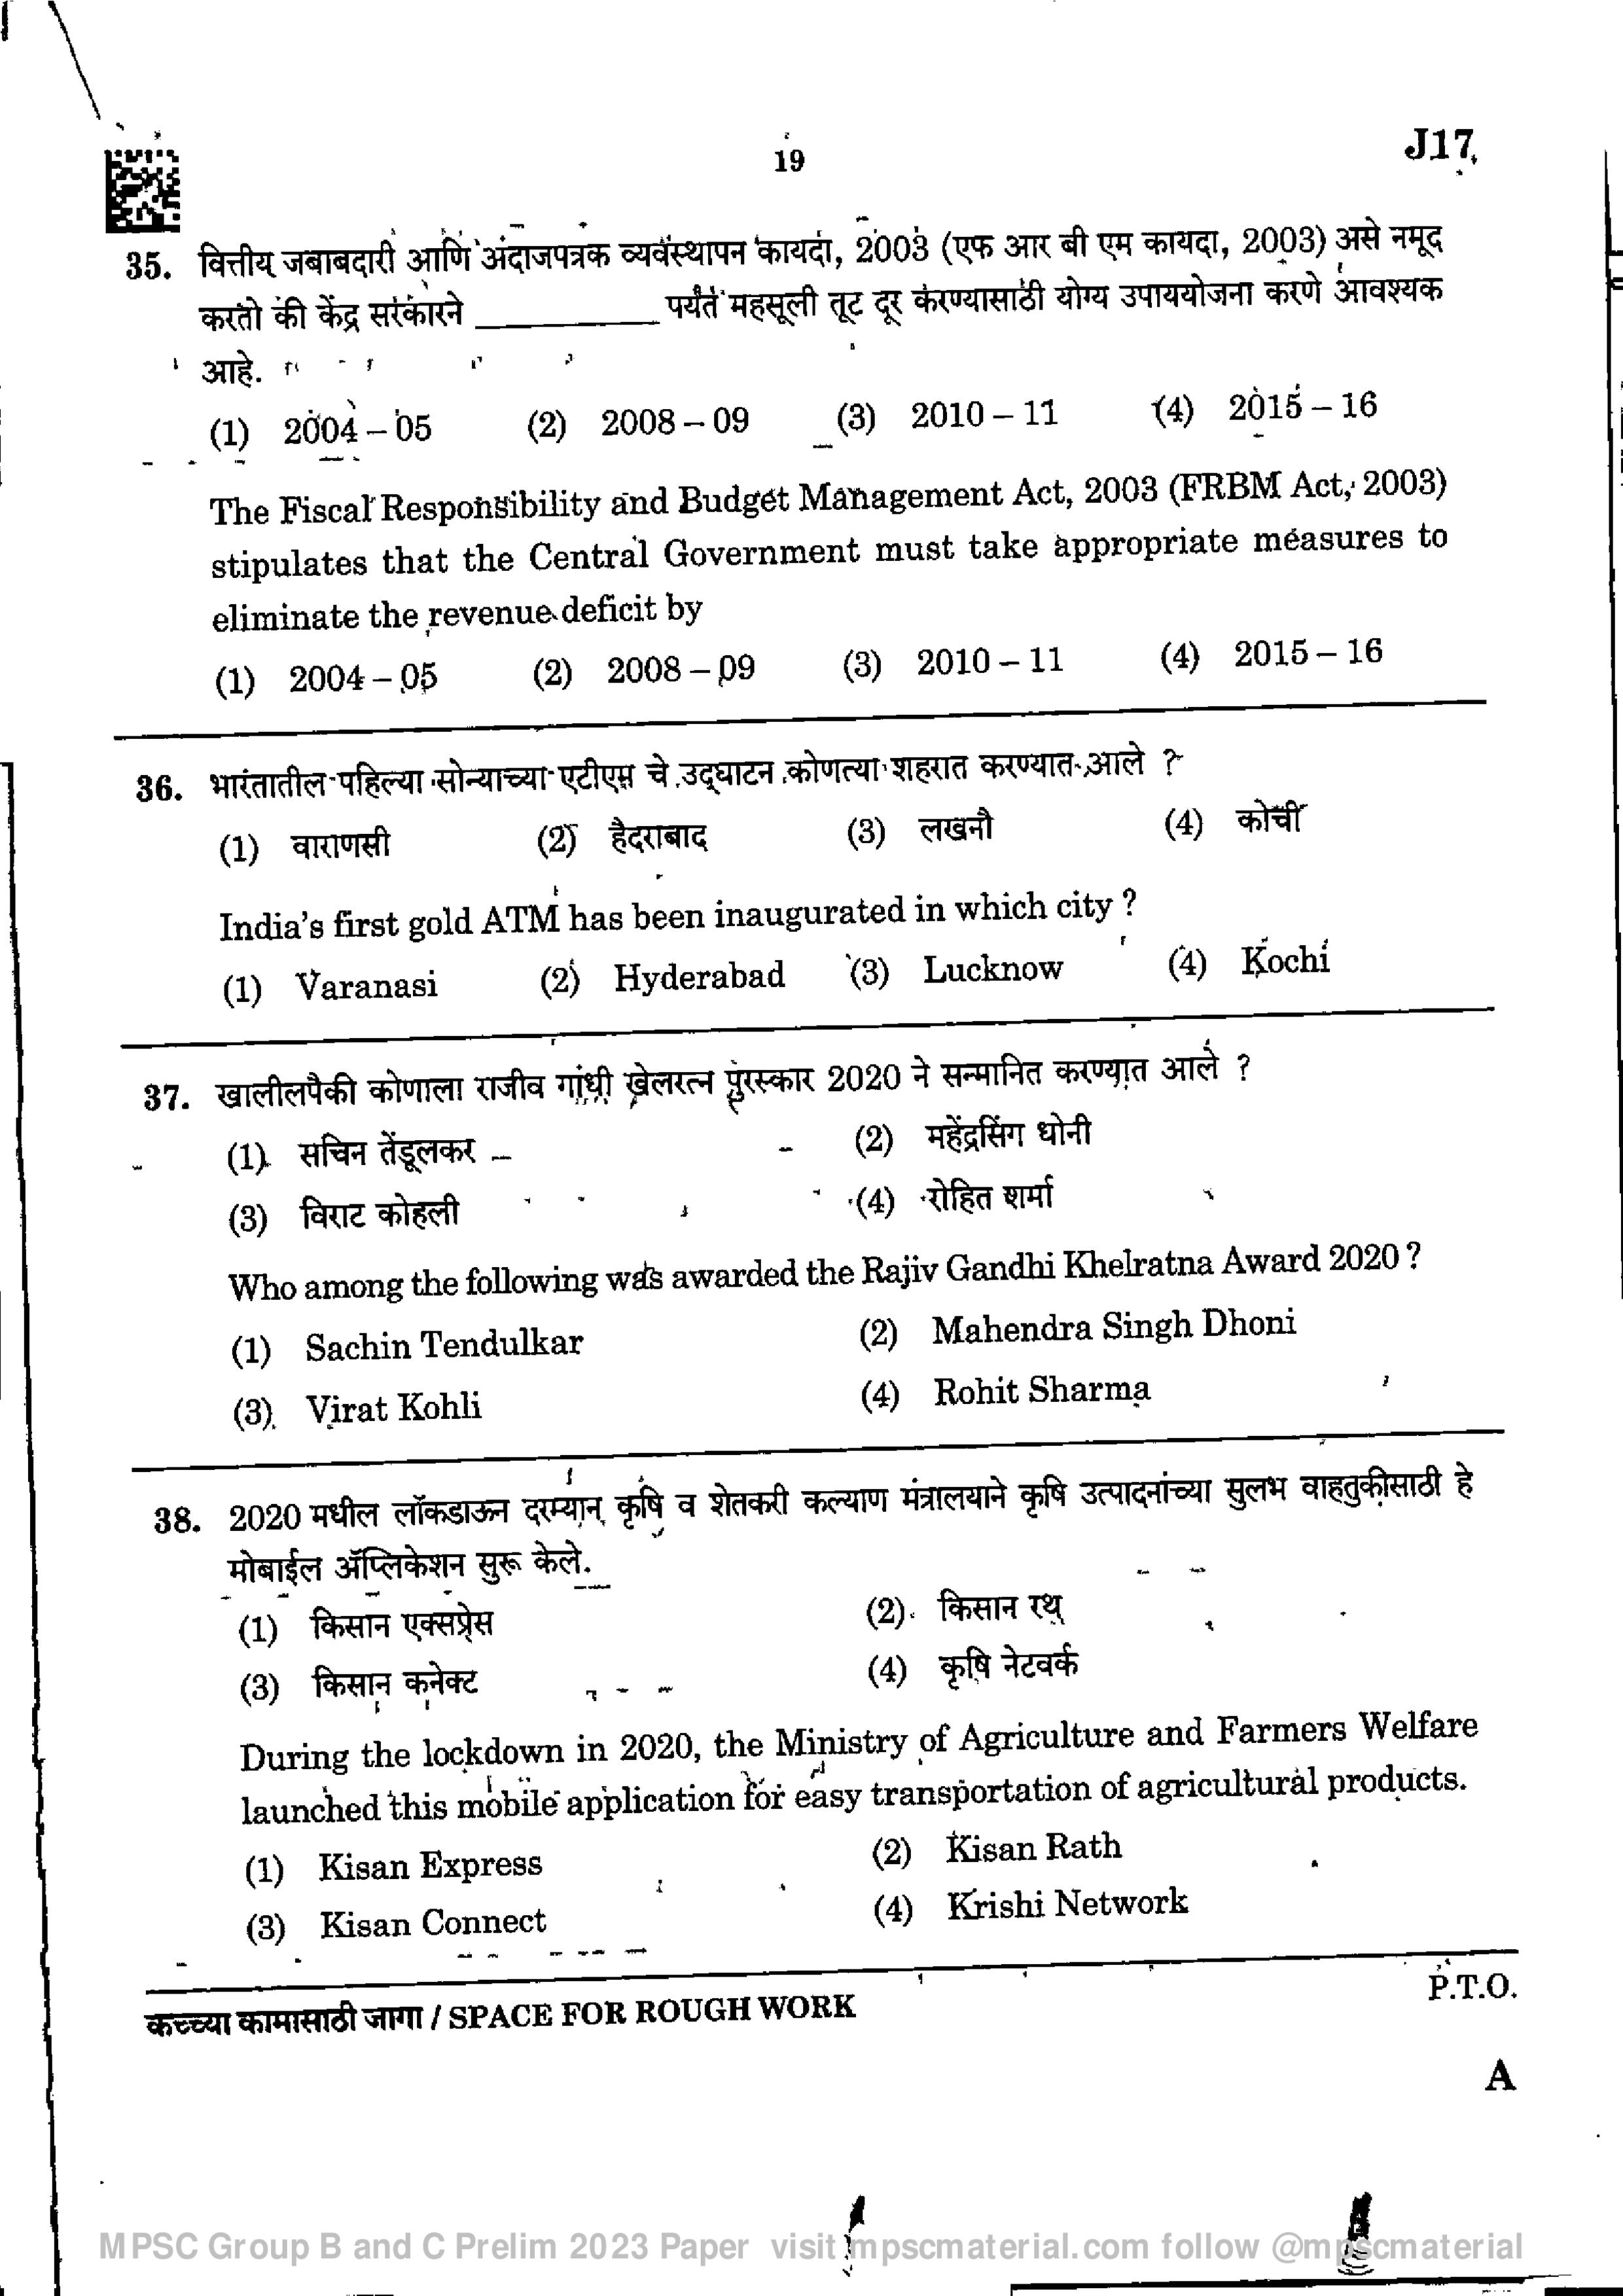 19
J17
35. वित्तीय जबाबदारी आणि अंदाजपत्रक व्यवस्थापन कायदा, 2003 (एफ आर बी एम कायदा, 2003) असे नमूद
करतो की केंद्र सरकारने __________ पर्यंत महसूली तूट दूर करण्यासाठी योग्य उपाययोजना करणे आवश्यक
आहे.
(1) 2004 – 05 (2) 2008 – 09 (3) 2010 – 11 (4) 2015 – 16
The Fiscal Responsibility and Budget Management Act, 2003 (FRBM Act, 2003)
stipulates that the Central Government must take appropriate measures to
eliminate the revenue deficit by
(1) 2004 – 05 (2) 2008 – 09 (3) 2010 – 11 (4) 2015 – 16
36. भारतातील पहिल्या सोन्याच्या एटीएम चे उद्घाटन कोणत्या शहरात करण्यात आले ?
(1) वाराणसी (2) हैदराबाद (3) लखनौ (4) कोची
India's first gold ATM has been inaugurated in which city ?
(1) Varanasi (2) Hyderabad (3) Lucknow (4) Kochi
37. खालीलपैकी कोणाला राजीव गांधी खेलरत्न पुरस्कार 2020 ने सन्मानित करण्यात आले ?
(1) सचिन तेंडूलकर (2) महेंद्रसिंग धोनी
(3) विराट कोहली (4) रोहित शर्मा
Who among the following was awarded the Rajiv Gandhi Khelratna Award 2020 ?
(1) Sachin Tendulkar (2) Mahendra Singh Dhoni
(3) Virat Kohli (4) Rohit Sharma
38. 2020 मधील लॉकडाऊन दरम्यान कृषि व शेतकरी कल्याण मंत्रालयाने कृषि उत्पादनांच्या सुलभ वाहतुकीसाठी हे
मोबाईल ॲप्लिकेशन सुरू केले.
(1) किसान एक्सप्रेस (2) किसान रथ
(3) किसान कनेक्ट (4) कृषि नेटवर्क
During the lockdown in 2020, the Ministry of Agriculture and Farmers Welfare
launched this mobile application for easy transportation of agricultural products.
(1) Kisan Express (2) Kisan Rath
(3) Kisan Connect (4) Krishi Network
कच्च्या कामासाठी जागा / SPACE FOR ROUGH WORK
P.T.O.
A
MPSC Group B and C Prelim 2023 Paper visit mpscmaterial.com follow @mpscmaterial